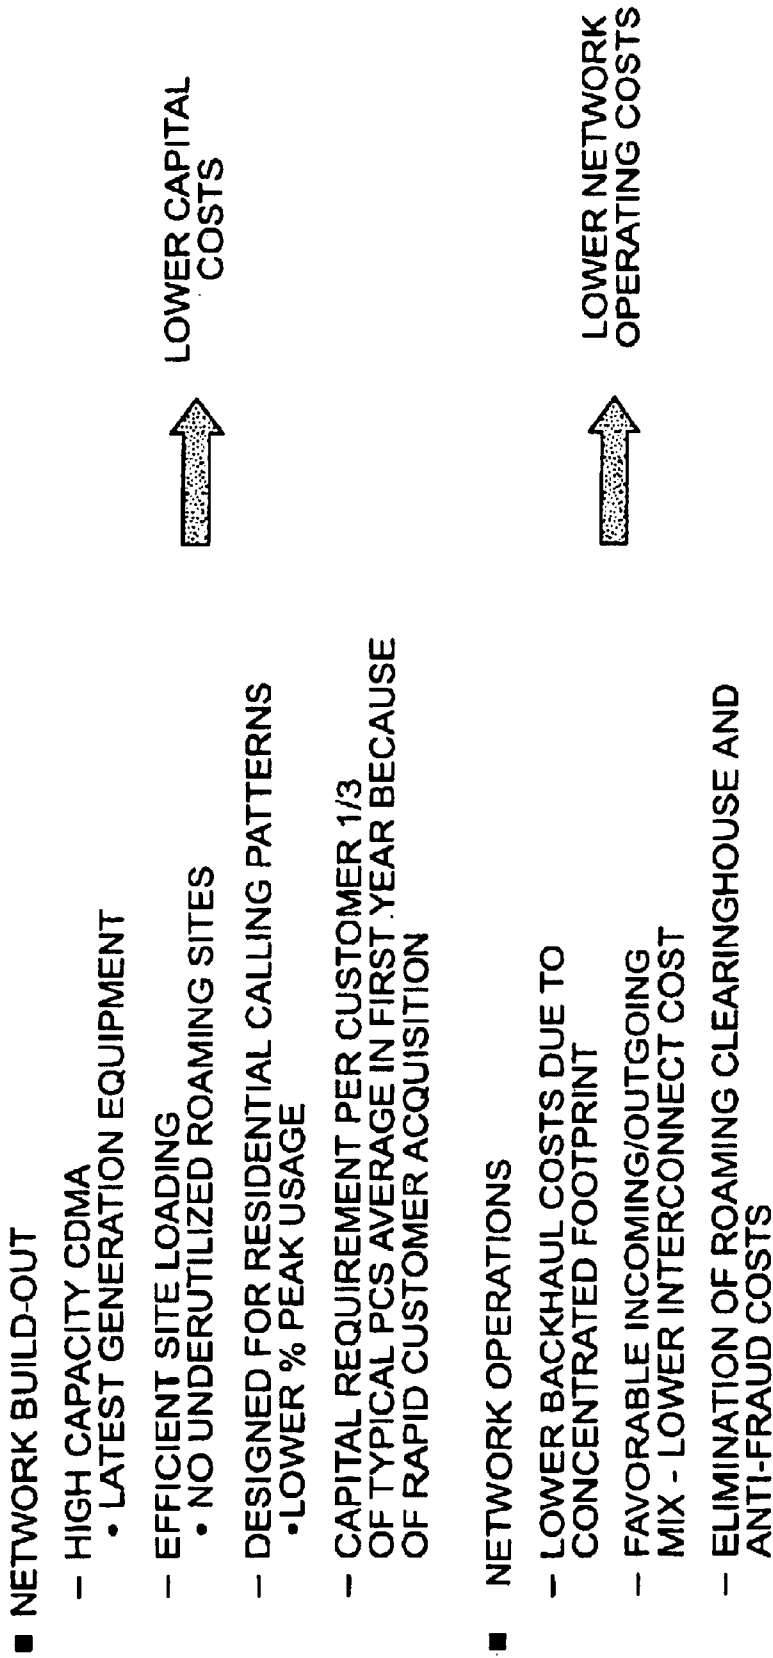 ■ NETWORK BUILD-OUT
– HIGH CAPACITY CDMA
• LATEST GENERATION EQUIPMENT
– EFFICIENT SITE LOADING
• NO UNDERUTILIZED ROAMING SITES
– DESIGNED FOR RESIDENTIAL CALLING PATTERNS
•LOWER % PEAK USAGE
– CAPITAL REQUIREMENT PER CUSTOMER 1/3
OF TYPICAL PCS AVERAGE IN FIRST YEAR BECAUSE
OF RAPID CUSTOMER ACQUISITION
LOWER CAPITAL
COSTS
■ NETWORK OPERATIONS
– LOWER BACKHAUL COSTS DUE TO
CONCENTRATED FOOTPRINT
– FAVORABLE INCOMING/OUTGOING
MIX - LOWER INTERCONNECT COST
– ELIMINATION OF ROAMING CLEARINGHOUSE AND
ANTI-FRAUD COSTS
LOWER NETWORK
OPERATING COSTS